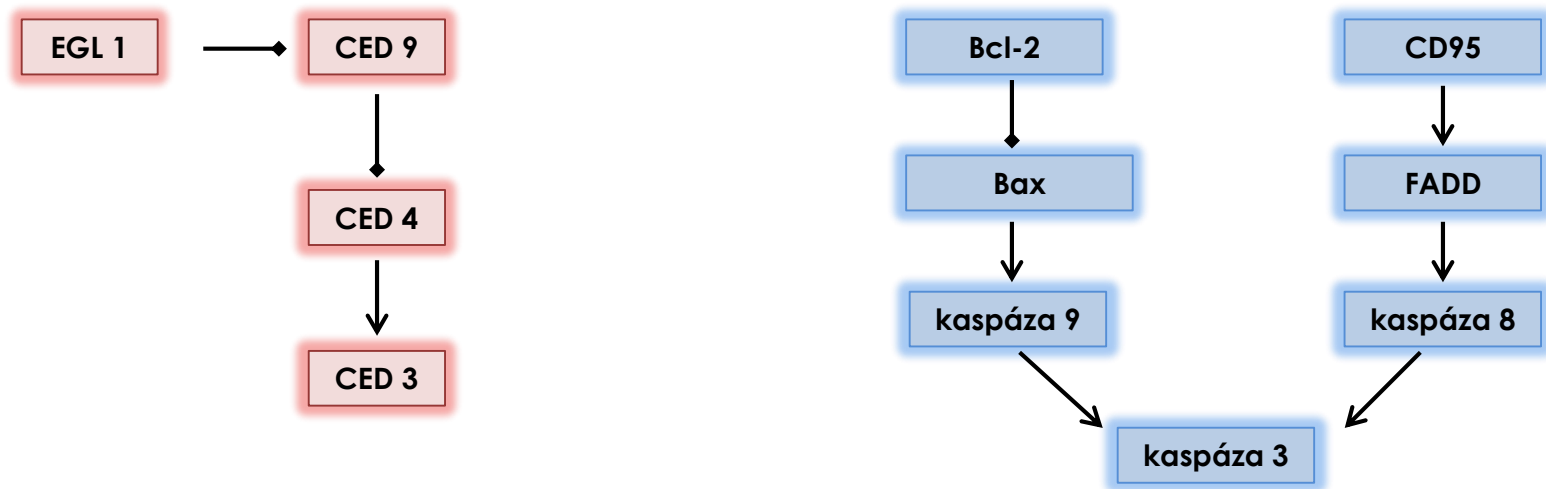 EGL 1
CED 9
CED 4
CED 3
Bcl-2
CD95
Bax
FADD
kaspáza 9
kaspáza 8
kaspáza 3